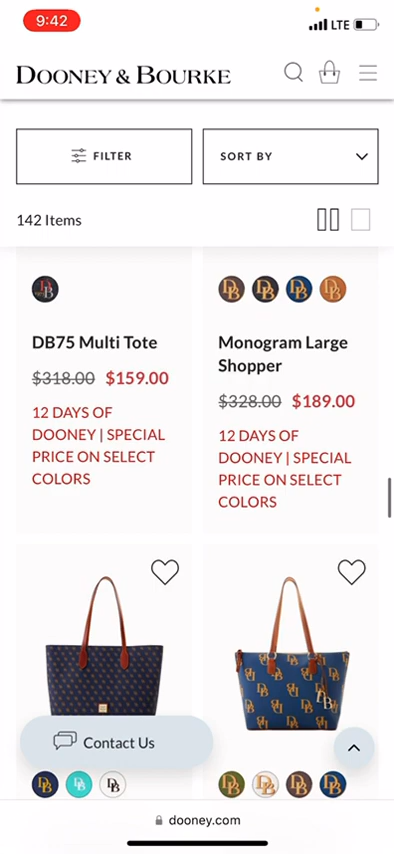 9:42
LTE
DOONEY & BOURKE
FILTER
SORT BY
142 Items
DB75 Multi Tote
$318.00 $159.00
12 DAYS OF
DOONEY | SPECIAL
PRICE ON SELECT
COLORS
Monogram Large
Shopper
$328.00 $189.00
12 DAYS OF
DOONEY | SPECIAL
PRICE ON SELECT
COLORS
Contact Us
dooney.com